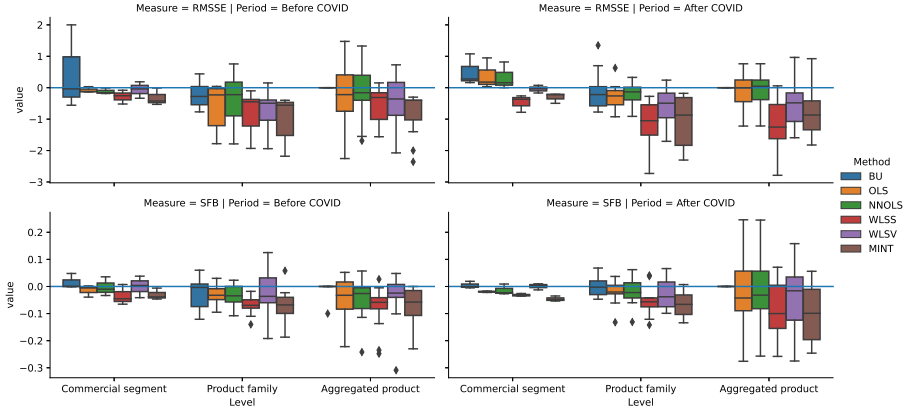 Measure = RMSSE | Period = Before COVID
Measure = RMSSE | Period = After COVID
value
2
1
0
−1
−2
−3
Measure = SFB | Period = Before COVID
Measure = SFB | Period = After COVID
value
0.2
0.1
0.0
−0.1
−0.2
−0.3
Commercial segment
Product family
Aggregated product
Level
Commercial segment
Product family
Aggregated product
Level
Method
BU
OLS
NNOLS
WLSS
WLSV
MINT